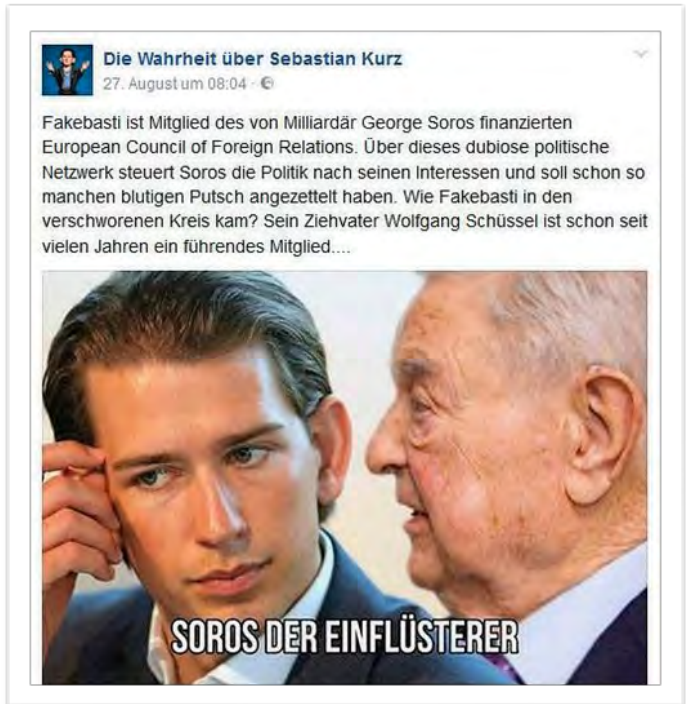 Die Wahrheit über Sebastian Kurz
27. August um 08:04 ·
Fakebasti ist Mitglied des von Milliardär George Soros finanzierten
European Council of Foreign Relations. Über dieses dubiose politische
Netzwerk steuert Soros die Politik nach seinen Interessen und soll schon so
manchen blutigen Putsch angezettelt haben. Wie Fakebasti in den
verschworenen Kreis kam? Sein Ziehvater Wolfgang Schüssel ist schon seit
vielen Jahren ein führendes Mitglied....
SOROS DER EINFLÜSTERER